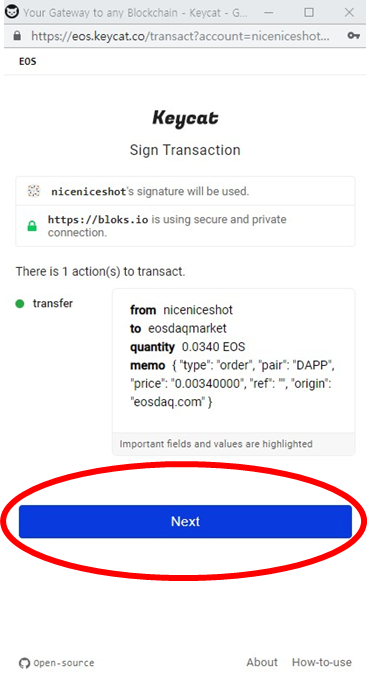 Your Gateway to any Blockchain - Keycat - G...
https://eos.keycat.co/transact?account=niceniceshot...
EOS
Keycat
Sign Transaction
niceniceshot's signature will be used.
https://bloks.io is using secure and private
connection.
There is 1 action(s) to transact.
transfer
from niceniceshot
to eosdaqmarket
quantity 0.0340 EOS
memo { "type": "order", "pair": "DAPP",
"price": "0.00340000", "ref": "", "origin":
"eosdaq.com" }
Important fields and values are highlighted
Next
Open-source
About How-to-use